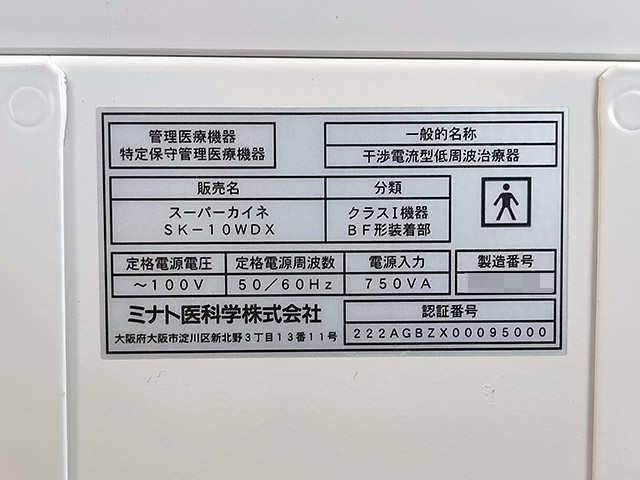 管理医療機器
特定保守管理医療機器
一般的名称
干渉電流型低周波治療器
販売名
スーパーカイネ
SK-10WDX
分類
クラスI機器
BF形装着部
定格電源電圧
～100V
定格電源周波数
50/60Hz
電源入力
750VA
製造番号
ミナト医科学株式会社
大阪府大阪市淀川区新北野3丁目13番11号
認証番号
222AGBZX00095000